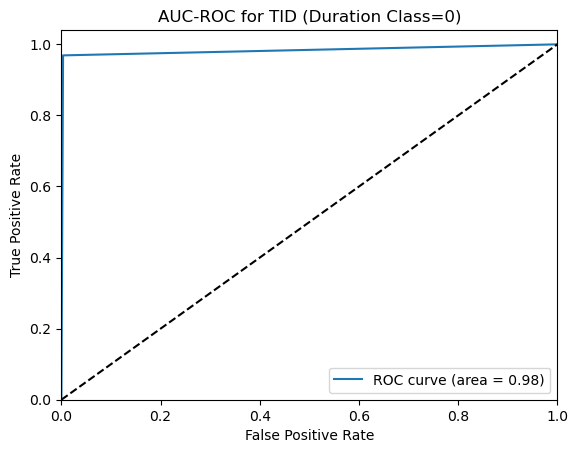 AUC-ROC for TID (Duration Class=0)
1.0
0.8
0.6
0.4
0.2
0.0
True Positive Rate
ROC curve (area = 0.98)
0.0 0.2 0.4 0.6 0.8 1.0
False Positive Rate